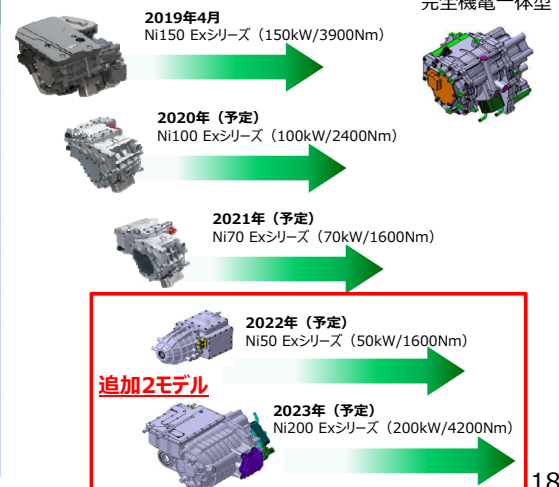 完全機電一体型
2019年4月
Ni150 Exシリーズ（150kW/3900Nm）
2020年（予定）
Ni100 Exシリーズ（100kW/2400Nm）
2021年（予定）
Ni70 Exシリーズ（70kW/1600Nm）
2022年（予定）
Ni50 Exシリーズ（50kW/1600Nm）
追加2モデル
2023年（予定）
Ni200 Exシリーズ（200kW/4200Nm）
18